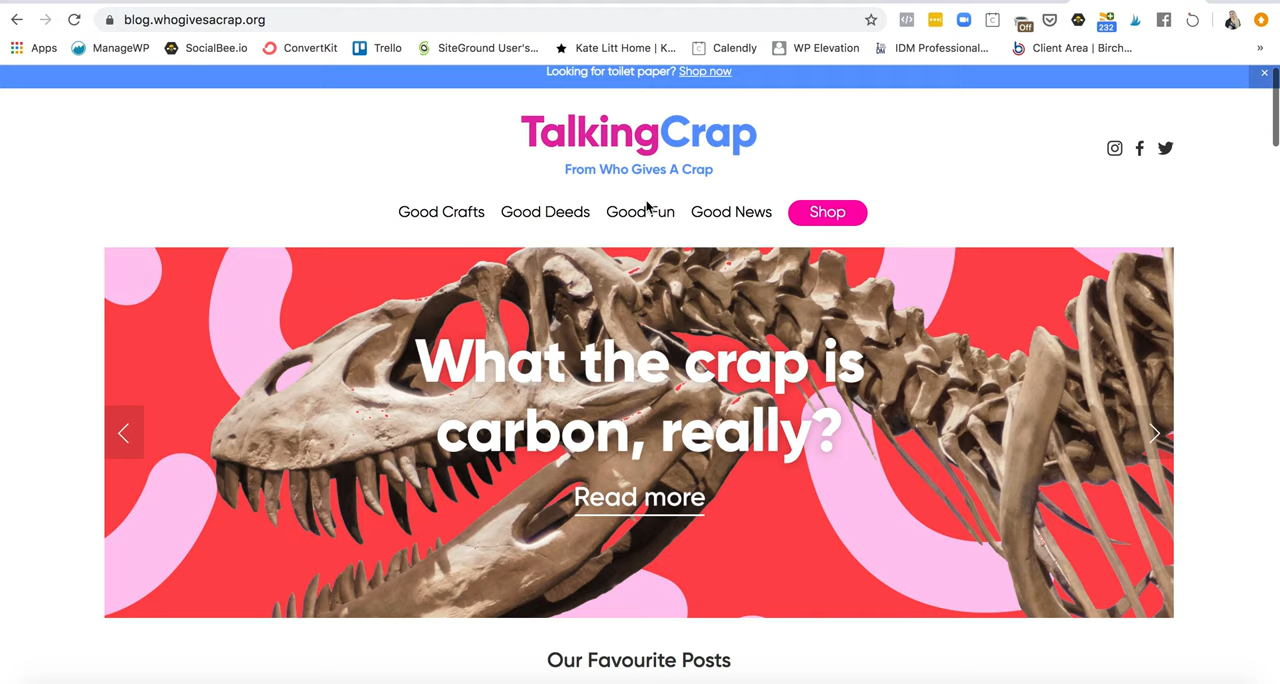 blog.whogivesacrap.org
Off
232
Apps ManageWP SocialBee.io ConvertKit Trello SiteGround User's... Kate Litt Home | K... Calendly WP Elevation IDM Professional... Client Area | Birch... »
Looking for toilet paper? Shop now
TalkingCrap
From Who Gives A Crap
Good Crafts Good Deeds Good Fun Good News Shop
What the crap is
carbon, really?
Read more
Our Favourite Posts